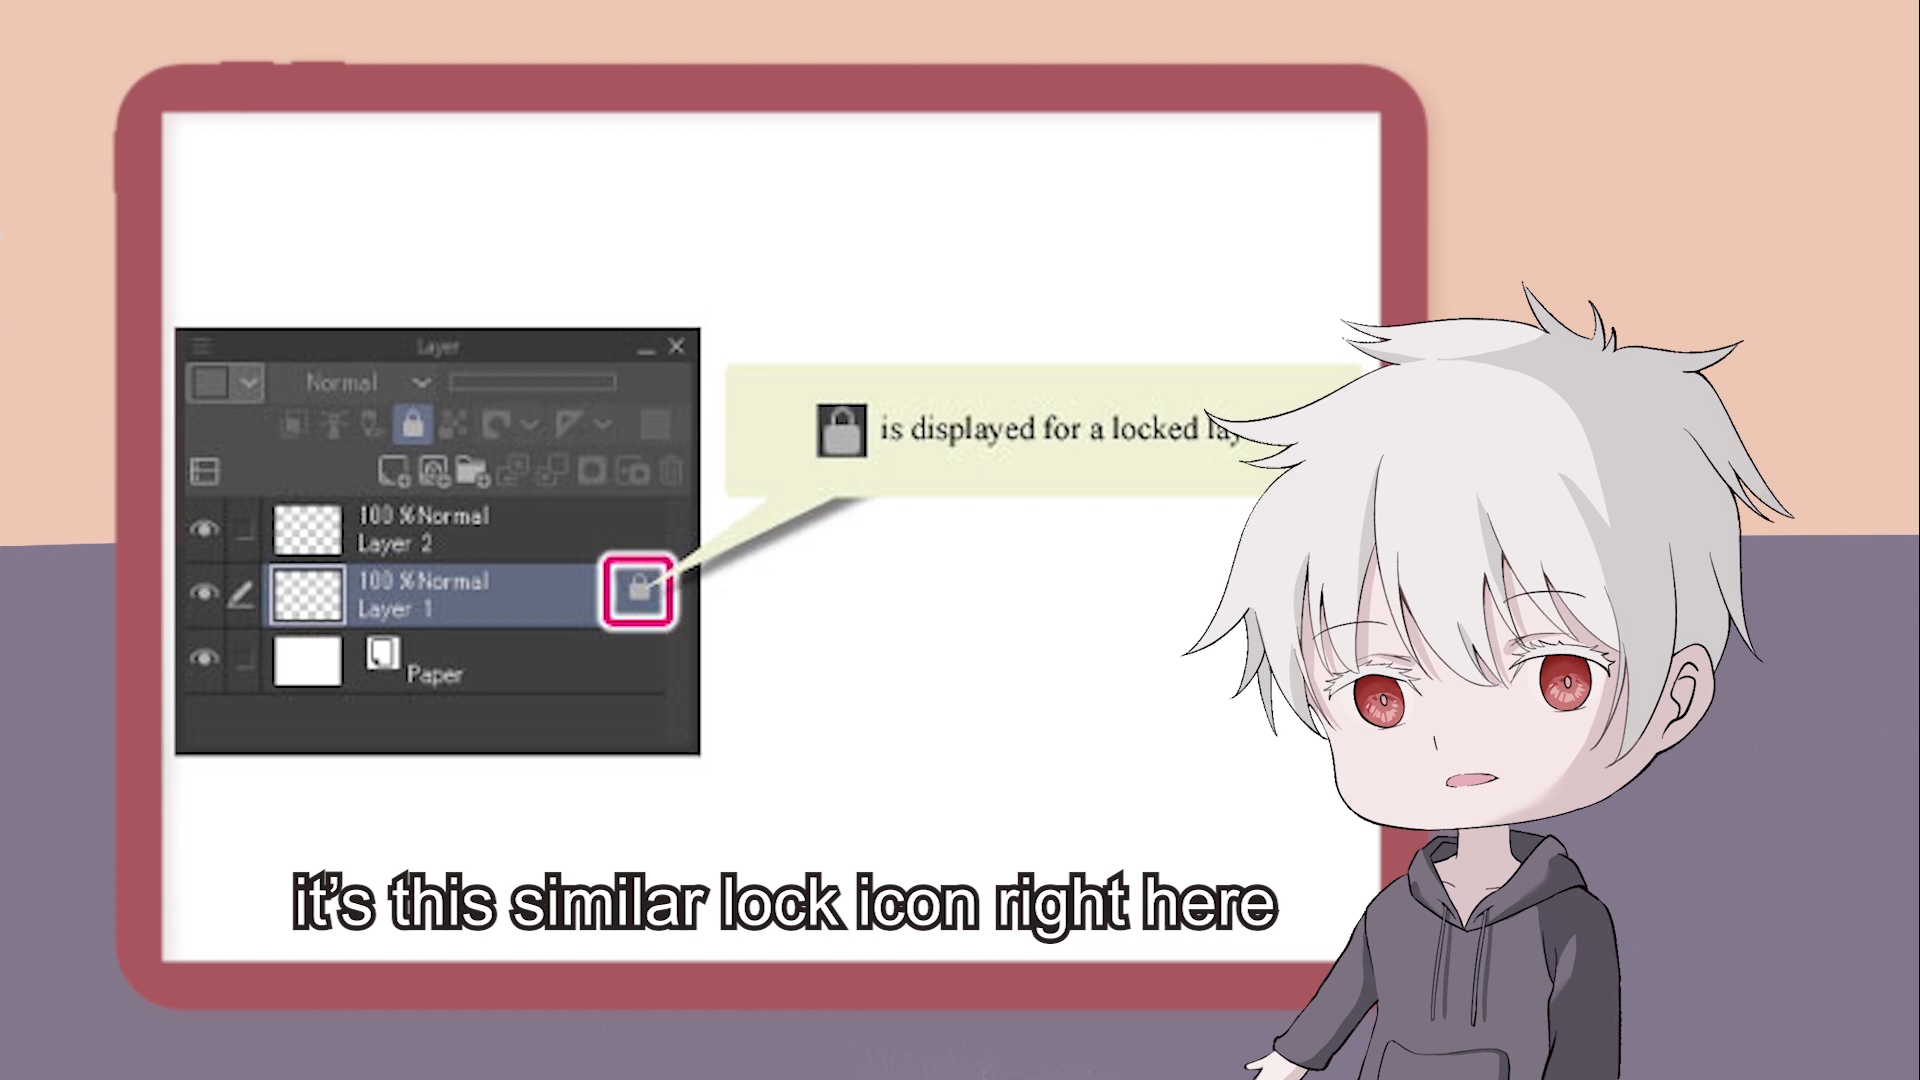 Layer
Normal
is displayed for a locked
100 %Normal
Layer 2
100 %Normal
Layer 1
Paper
it's this similar lock icon right here